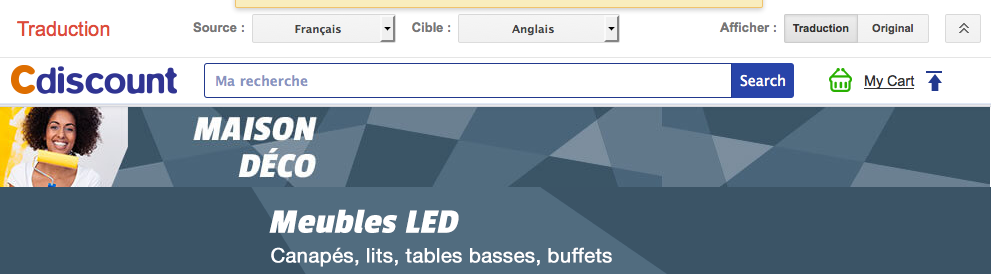 Traduction
Source : Français Cible : Anglais Afficher : Traduction Original
Cdiscount Ma recherche Search My Cart
MAISON
DÉCO
Meubles LED
Canapés, lits, tables basses, buffets